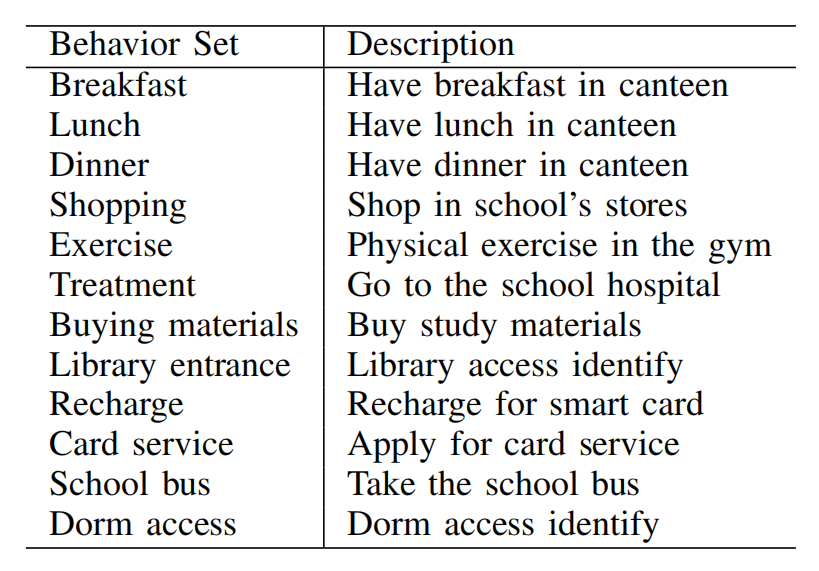 Behavior Set Description
Breakfast Have breakfast in canteen
Lunch Have lunch in canteen
Dinner Have dinner in canteen
Shopping Shop in school's stores
Exercise Physical exercise in the gym
Treatment Go to the school hospital
Buying materials Buy study materials
Library entrance Library access identify
Recharge Recharge for smart card
Card service Apply for card service
School bus Take the school bus
Dorm access Dorm access identify